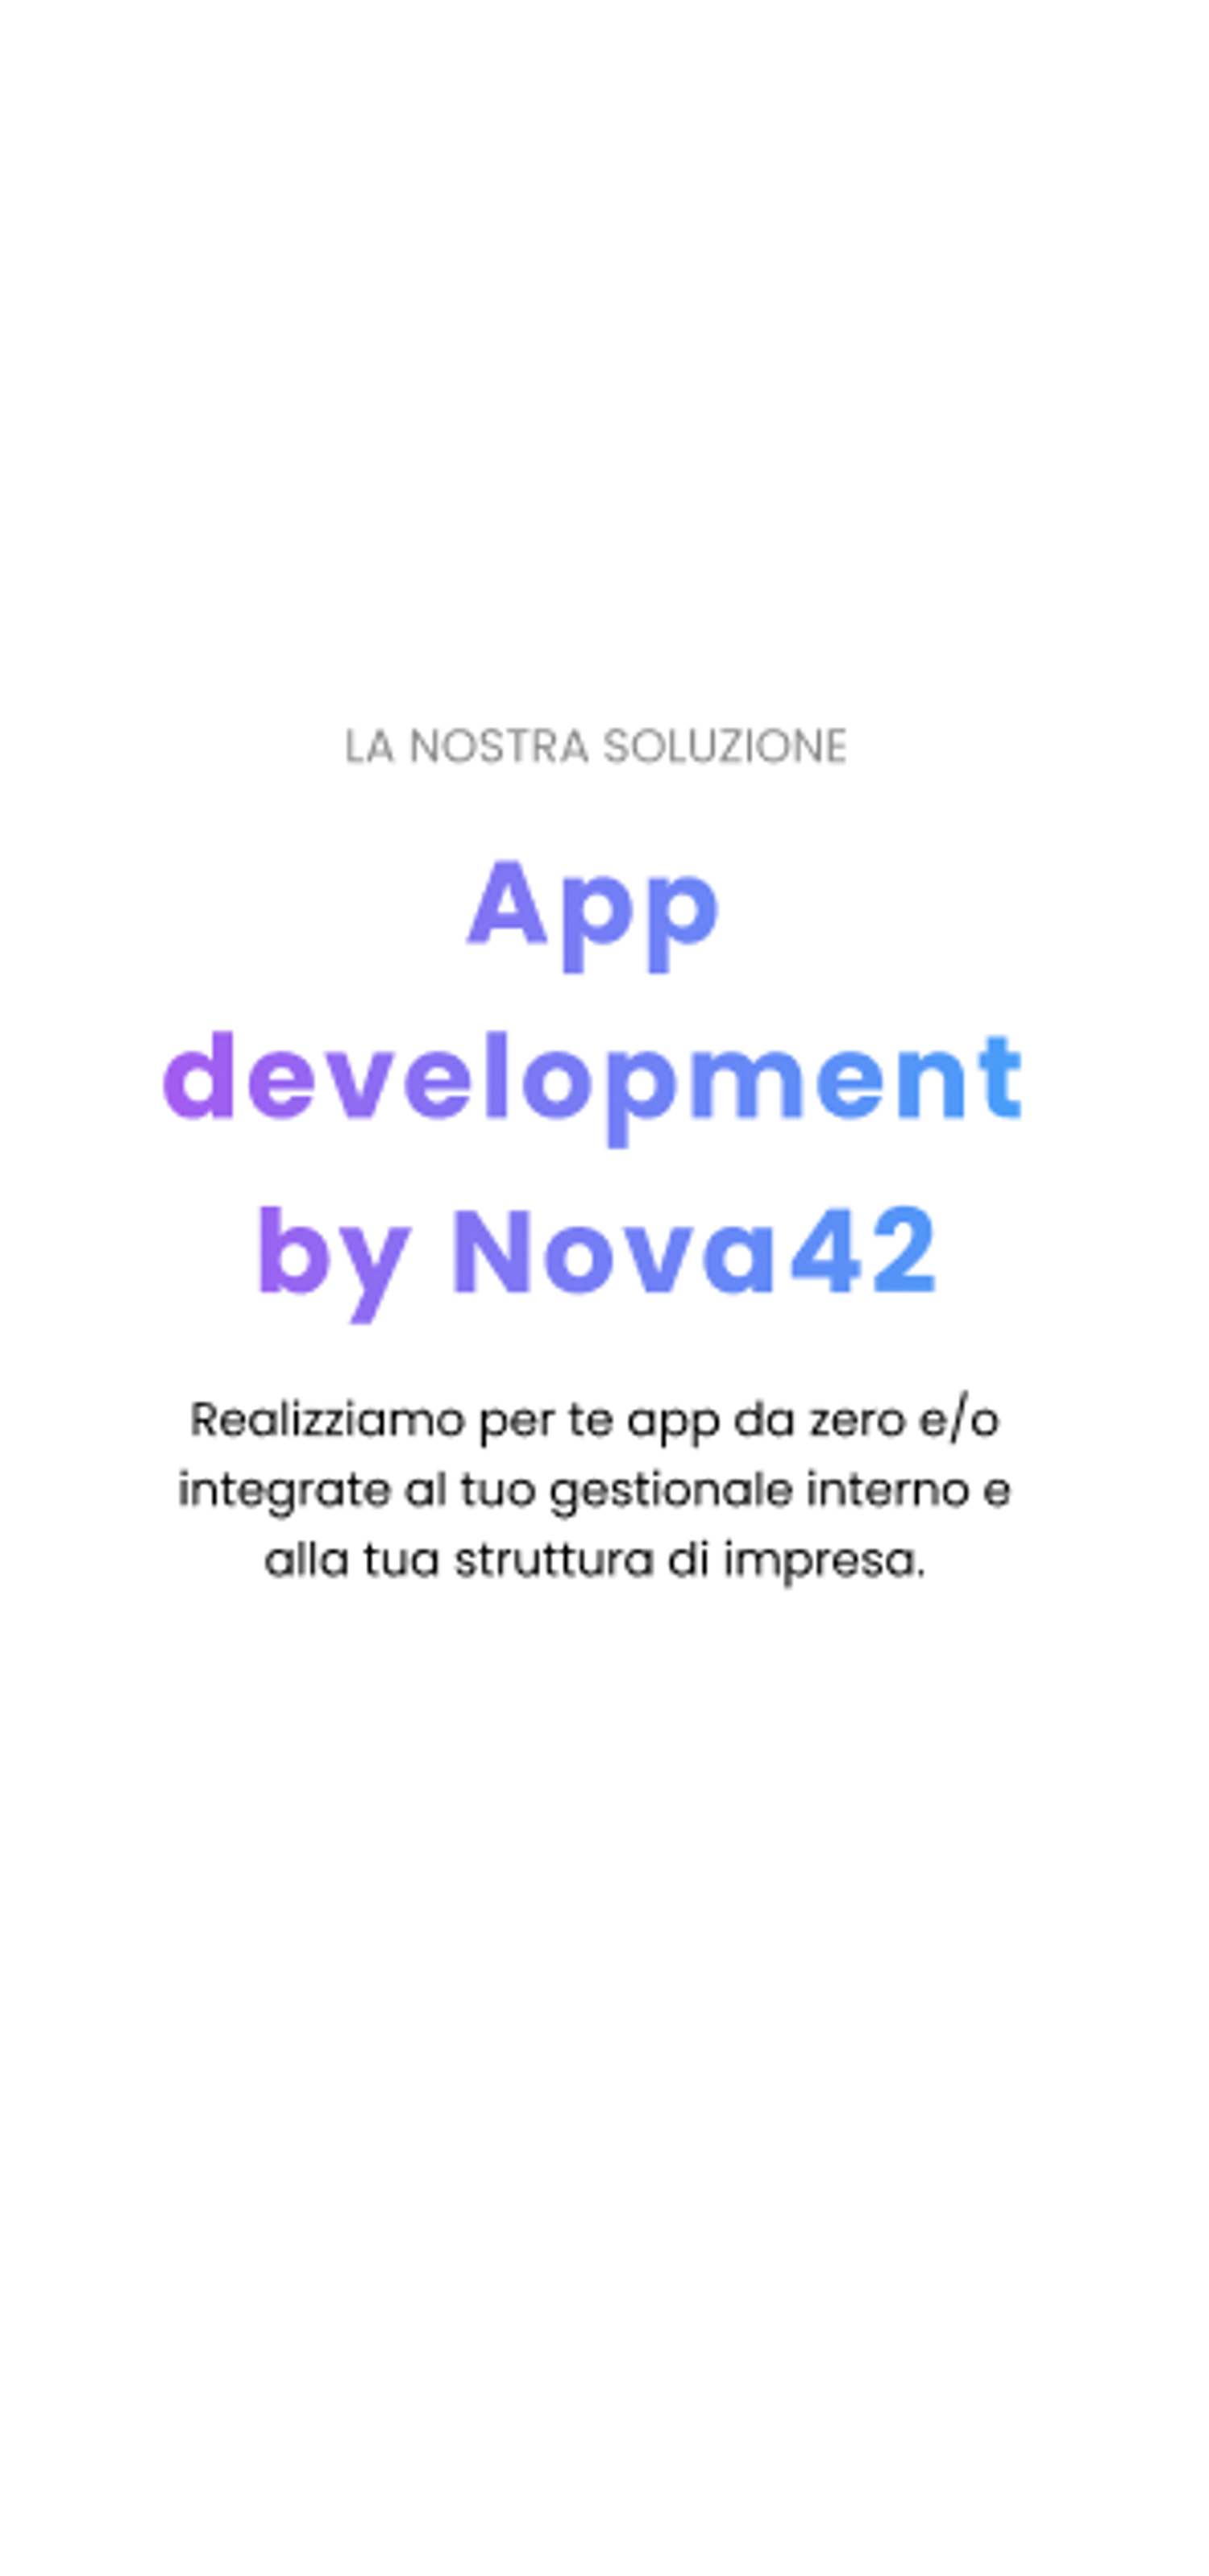 LA NOSTRA SOLUZIONE
App
development
by Nova42
Realizziamo per te app da zero e/o
integrate al tuo gestionale interno e
alla tua struttura di impresa.